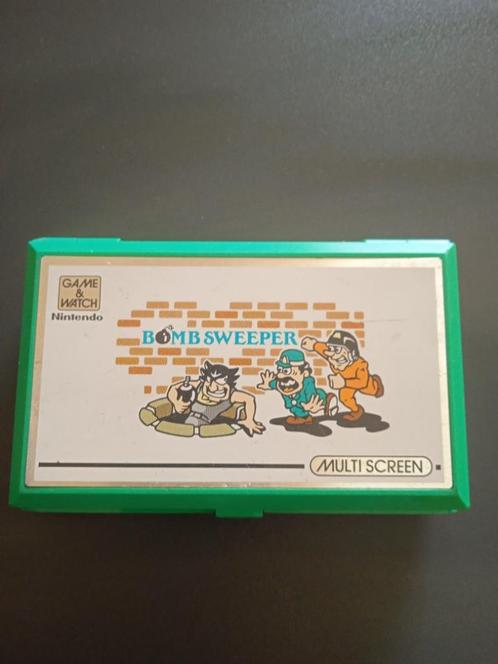 GAME
&
WATCH
Nintendo
BOMB SWEEPER
MULTI SCREEN